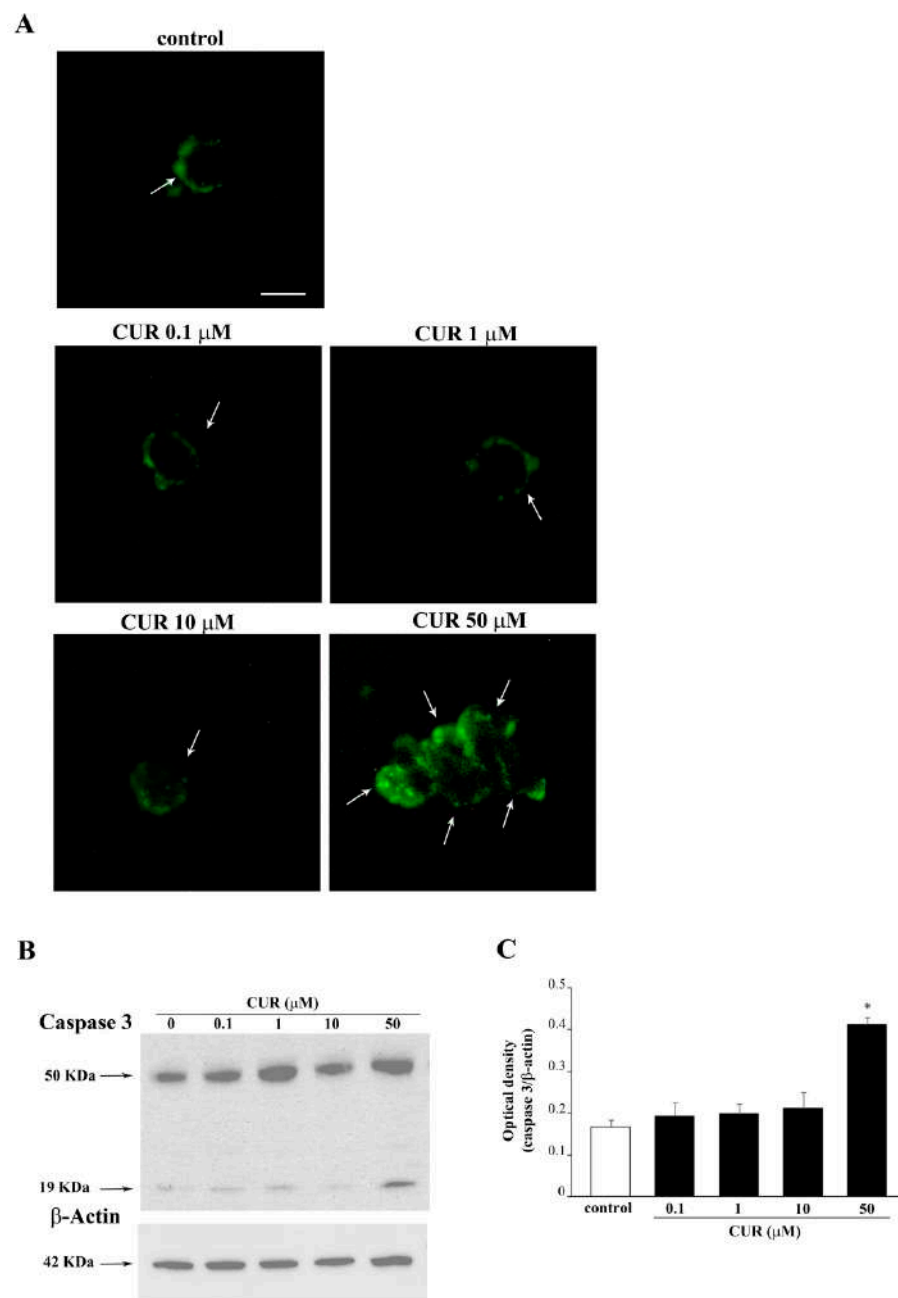 A
control
CUR 0.1 μM
CUR 1 μM
CUR 10 μM
CUR 50 μM
B
CUR (μM)
Caspase 3
0 0.1 1 10 50
50 KDa
19 KDa
β-Actin
42 KDa
C
Optical density
(caspase 3/β-actin)
0.5
0.4
0.3
0.2
0.1
0
*
control 0.1 1 10 50
CUR (μM)